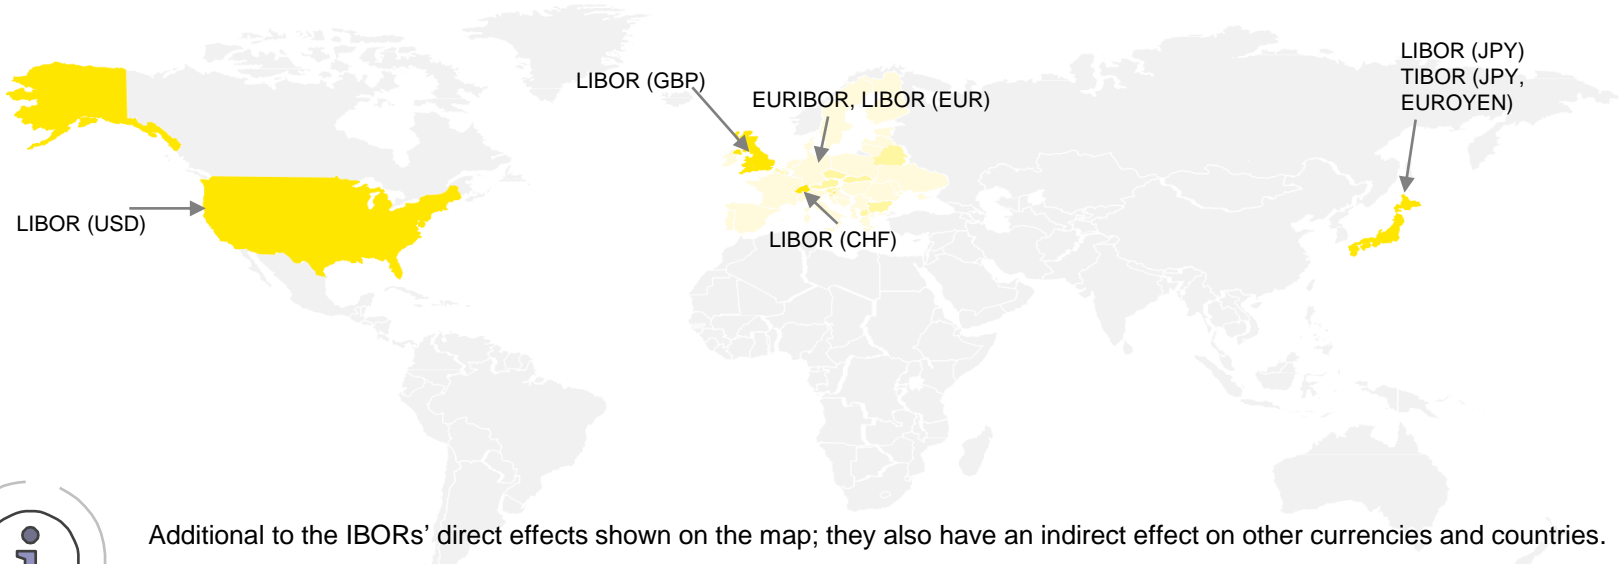 LIBOR (JPY)
TIBOR (JPY,
EUROYEN)
LIBOR (GBP)
EURIBOR, LIBOR (EUR)
LIBOR (USD)
LIBOR (CHF)
Additional to the IBORs’ direct effects shown on the map; they also have an indirect effect on other currencies and countries.